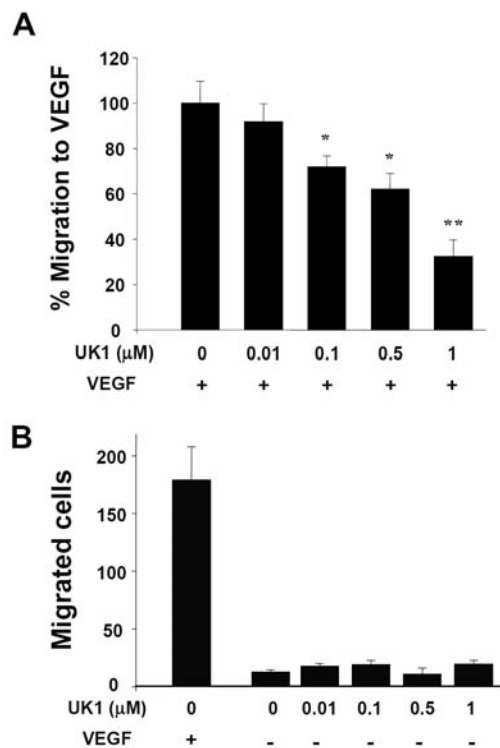 A
% Migration to VEGF
120
100
80
60
40
20
0
*
*
**
UK1 (µM) 0 0.01 0.1 0.5 1
VEGF + + + + +
B
Migrated cells
200
150
100
50
0
UK1 (µM) 0 0 0.01 0.1 0.5 1
VEGF + - - - - -